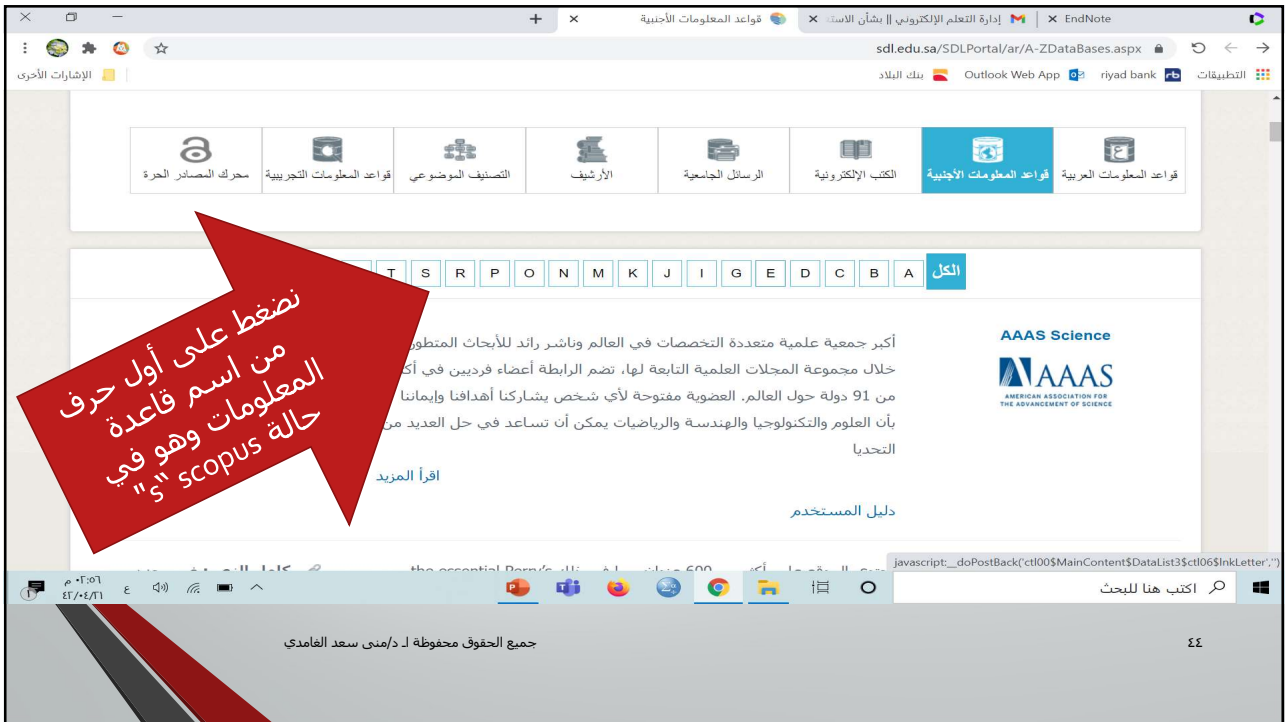 EndNote
إدارة التعلم الإلكتروني || بشأن الاست
قواعد المعلومات الأجنبية
sdl.edu.sa/SDLPortal/ar/A-ZDataBases.aspx
التطبيقات riyad bank Outlook Web App بنك البلاد الإشارات الأخرى
قواعد المعلومات العربية
قواعد المعلومات الأجنبية
الكتب الإلكترونية
الرسائل الجامعية
الأرشيف
التصنيف الموضوعي
قواعد المعلومات التجريبية
محرك المصادر الحرة
الكل A B C D E G I J K M N O P R S T
نضغط على أول حرف
من اسم قاعدة
المعلومات وهو في
حالة scopus "s"
AAAS Science
AAAS
AMERICAN ASSOCIATION FOR
THE ADVANCEMENT OF SCIENCE
أكبر جمعية علمية متعددة التخصصات في العالم وناشر رائد للأبحاث المتطور
خلال مجموعة المجلات العلمية التابعة لها، تضم الرابطة أعضاء فرديين في أك
من 91 دولة حول العالم. العضوية مفتوحة لأي شخص يشاركنا أهدافنا وإيماننا
بأن العلوم والتكنولوجيا والهندسة والرياضيات يمكن أن تساعد في حل العديد من
التحديا
اقرأ المزيد
دليل المستخدم
javascript:__doPostBack('ctl00$MainContent$DataList3$ctl06$lnkLetter','')
اكتب هنا للبحث
ع
جميع الحقوق محفوظة لـ د/منى سعد الغامدي
٤٤